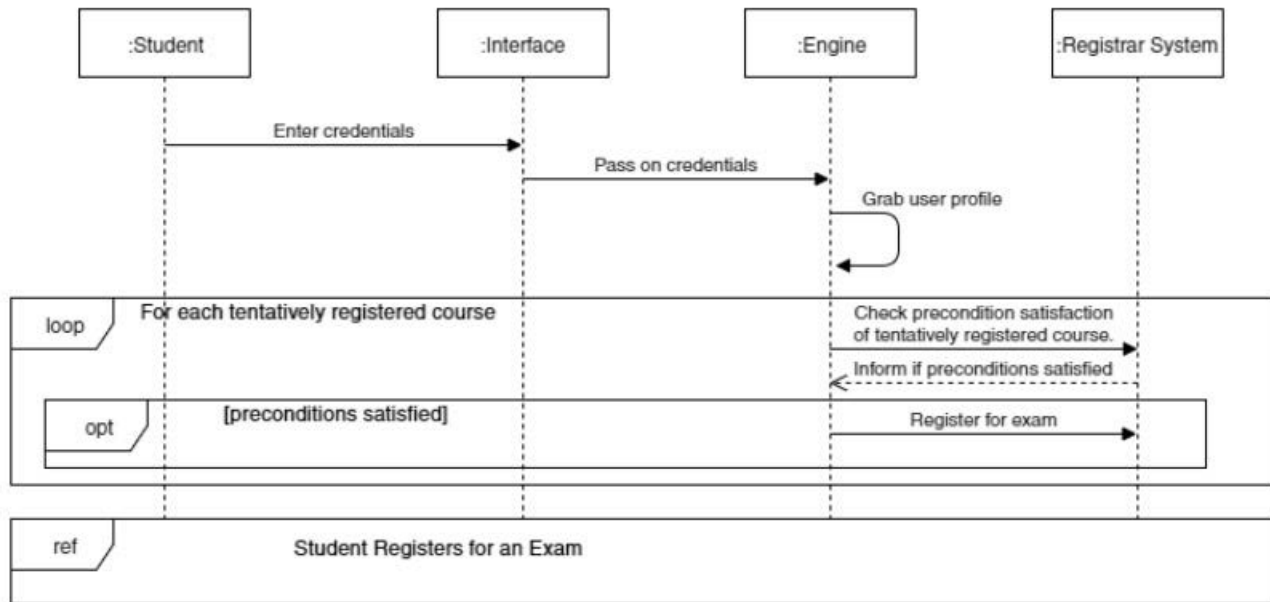 :Student
:Interface
:Engine
:Registrar System
Enter credentials
Pass on credentials
Grab user profile
loop
For each tentatively registered course
Check precondition satisfaction
of tentatively registered course.
Inform if preconditions satisfied
opt
[preconditions satisfied]
Register for exam
ref
Student Registers for an Exam